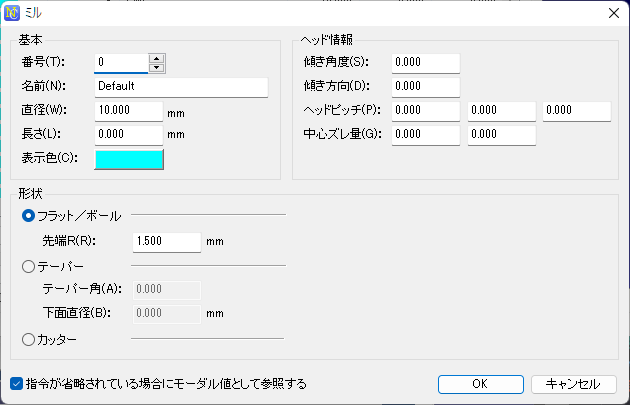 ミル
基本
番号(T): 0
名前(N): Default
直径(W): 10.000 mm
長さ(L): 0.000 mm
表示色(C):
ヘッド情報
傾き角度(S): 0.000
傾き方向(D): 0.000
ヘッドピッチ(P): 0.000 0.000 0.000
中心ズレ量(G): 0.000 0.000
形状
フラット／ボール
先端R(R): 1.500 mm
テーパー
テーパー角(A): 0.000
下面直径(B): 0.000 mm
カッター
指令が省略されている場合にモーダル値として参照する
OK キャンセル